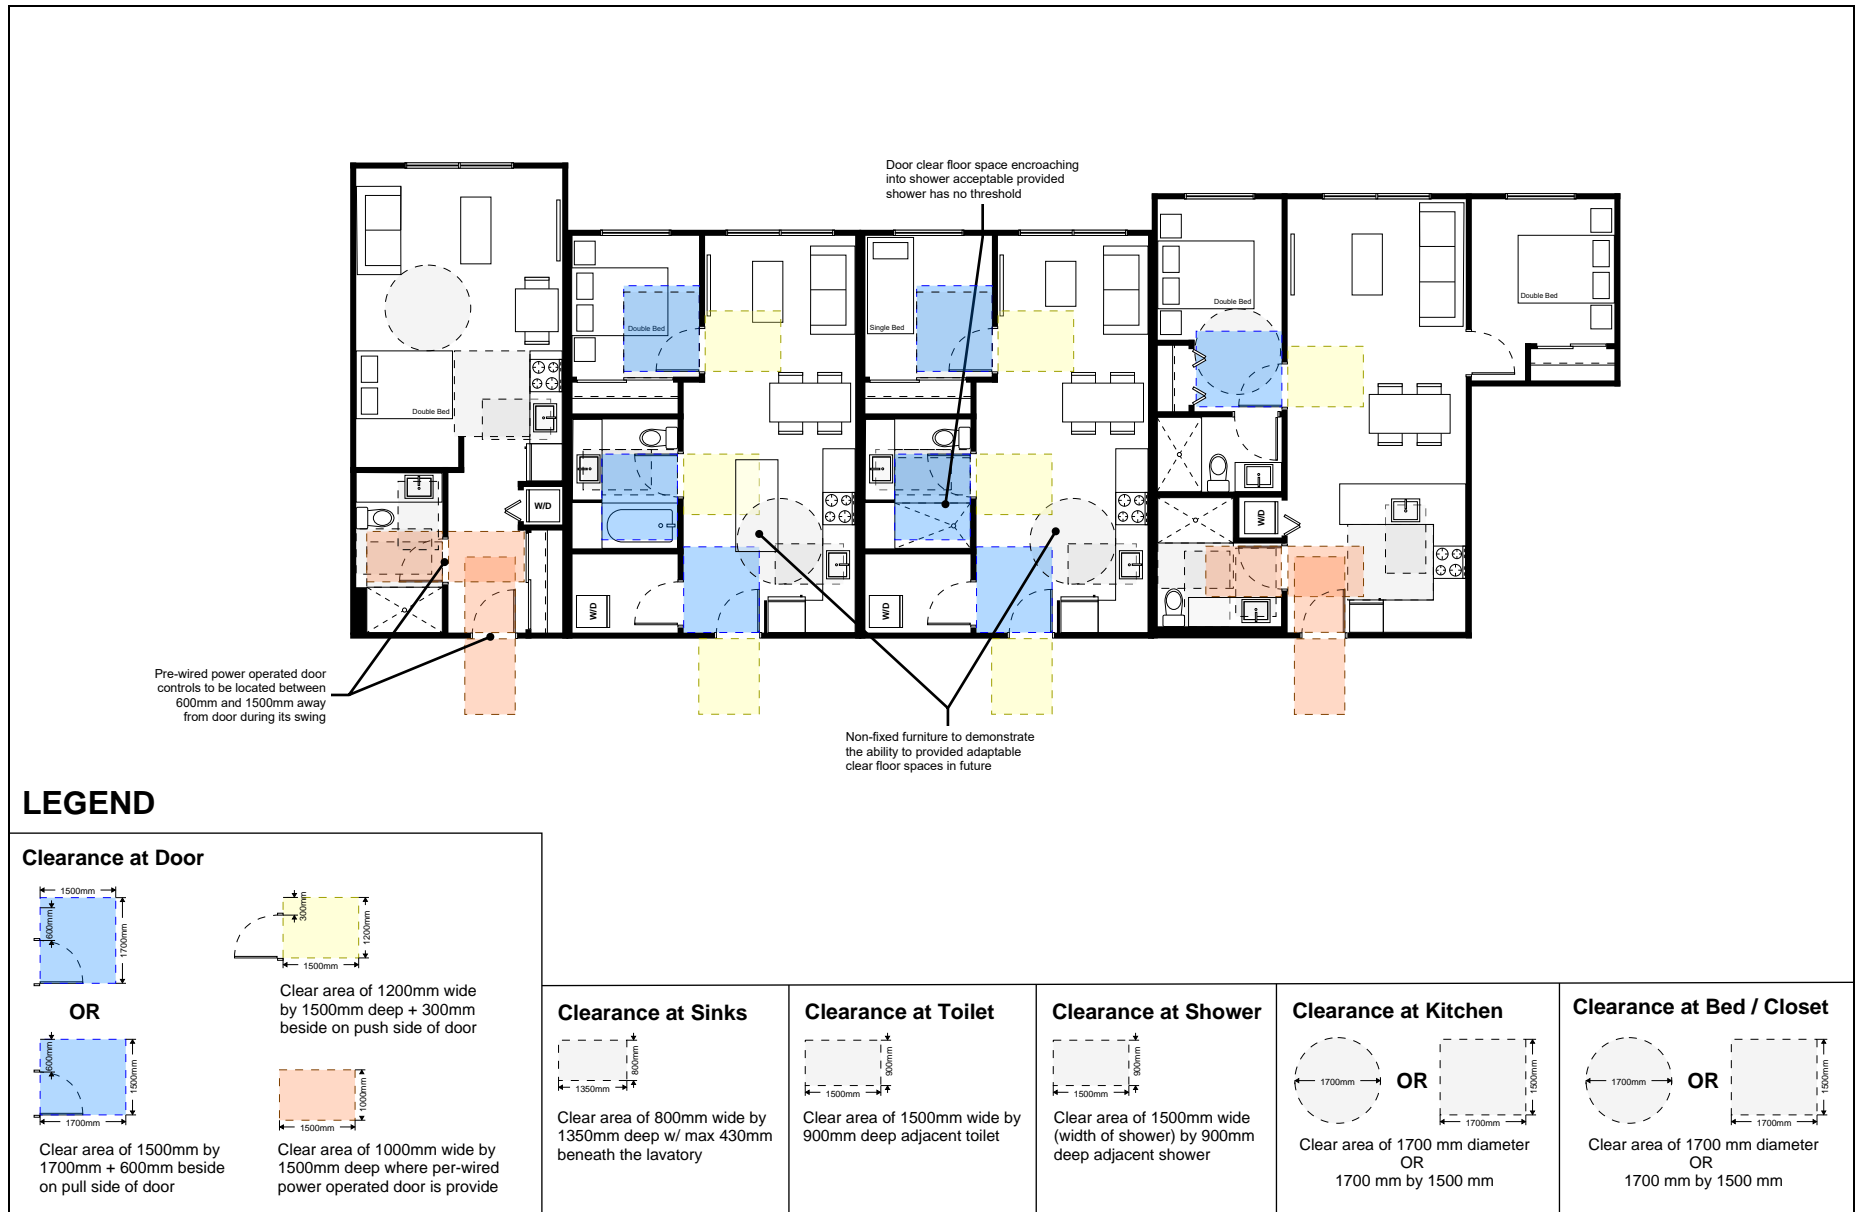 Door clear floor space encroaching
into shower acceptable provided
shower has no threshold
Double Bed
Double Bed
Single Bed
Double Bed
Double Bed
W/D
W/D
W/D
W/D
Pre-wired power operated door
controls to be located between
600mm and 1500mm away
from door during its swing
Non-fixed furniture to demonstrate
the ability to provided adaptable
clear floor spaces in future
LEGEND
Clearance at Door
1500mm
600mm
1700mm
OR
600mm
1500mm
1700mm
Clear area of 1500mm by
1700mm + 600mm beside
on pull side of door
300mm
1200mm
1500mm
Clear area of 1200mm wide
by 1500mm deep + 300mm
beside on push side of door
1000mm
1500mm
Clear area of 1000mm wide by
1500mm deep where per-wired
power operated door is provide
Clearance at Sinks
800mm
1350mm
Clear area of 800mm wide by
1350mm deep w/ max 430mm
beneath the lavatory
Clearance at Toilet
900mm
1500mm
Clear area of 1500mm wide by
900mm deep adjacent toilet
Clearance at Shower
900mm
1500mm
Clear area of 1500mm wide
(width of shower) by 900mm
deep adjacent shower
Clearance at Kitchen
1700mm
OR
1500mm
1700mm
Clear area of 1700 mm diameter
OR
1700 mm by 1500 mm
Clearance at Bed / Closet
1700mm
OR
1500mm
1700mm
Clear area of 1700 mm diameter
OR
1700 mm by 1500 mm